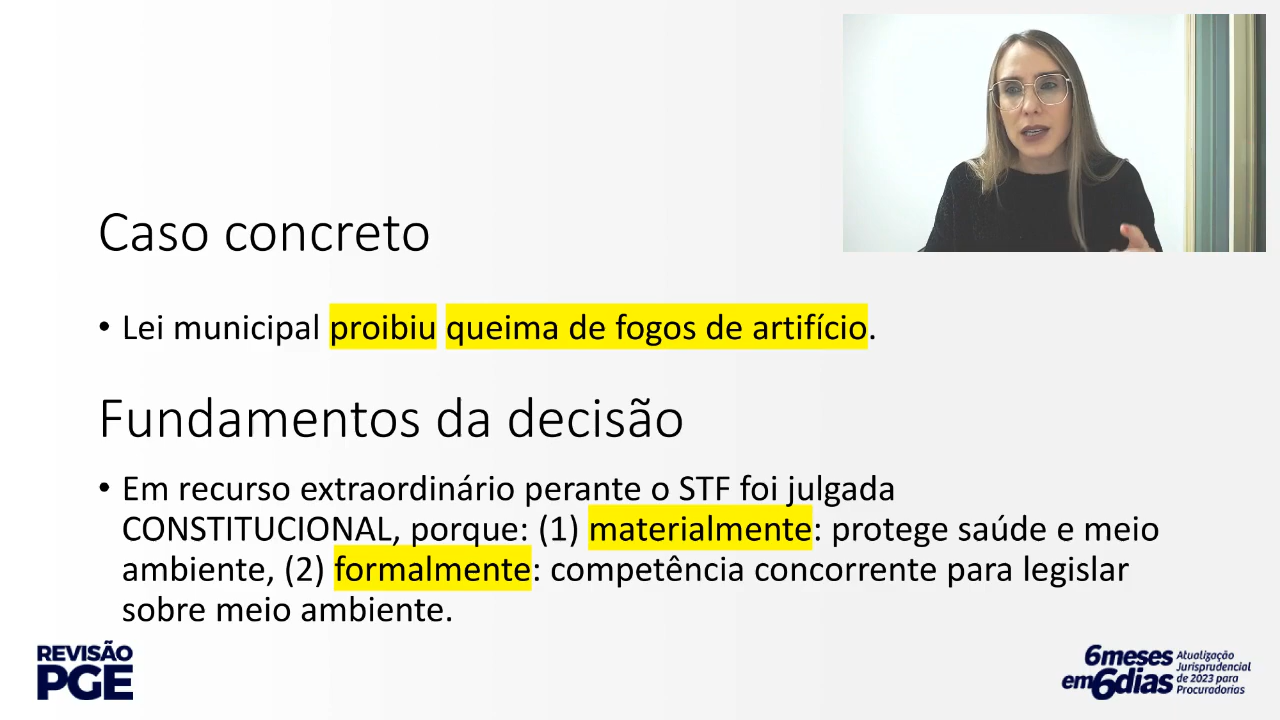 Caso concreto
• Lei municipal proibiu queima de fogos de artifício.
Fundamentos da decisão
• Em recurso extraordinário perante o STF foi julgada
CONSTITUCIONAL, porque: (1) materialmente: protege saúde e meio
ambiente, (2) formalmente: competência concorrente para legislar
sobre meio ambiente.
REVISÃO
PGE
6meses
em6dias
Atualização
Jurisprudencial
de 2023 para
Procuradorias